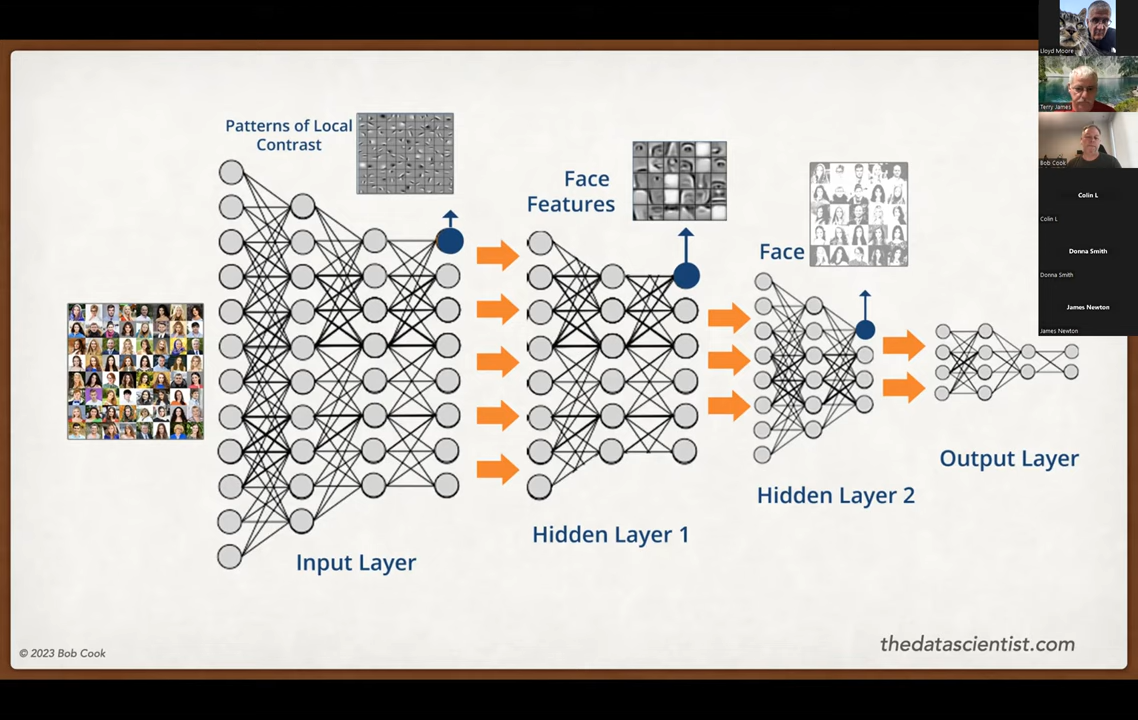 Patterns of Local
Contrast
Face
Features
Face
Input Layer
Hidden Layer 1
Hidden Layer 2
Output Layer
© 2023 Bob Cook
thedatascientist.com
Lloyd Moore
Terry James
Bob Cook
Colin L
Colin L
Donna Smith
Donna Smith
James Newton
James Newton